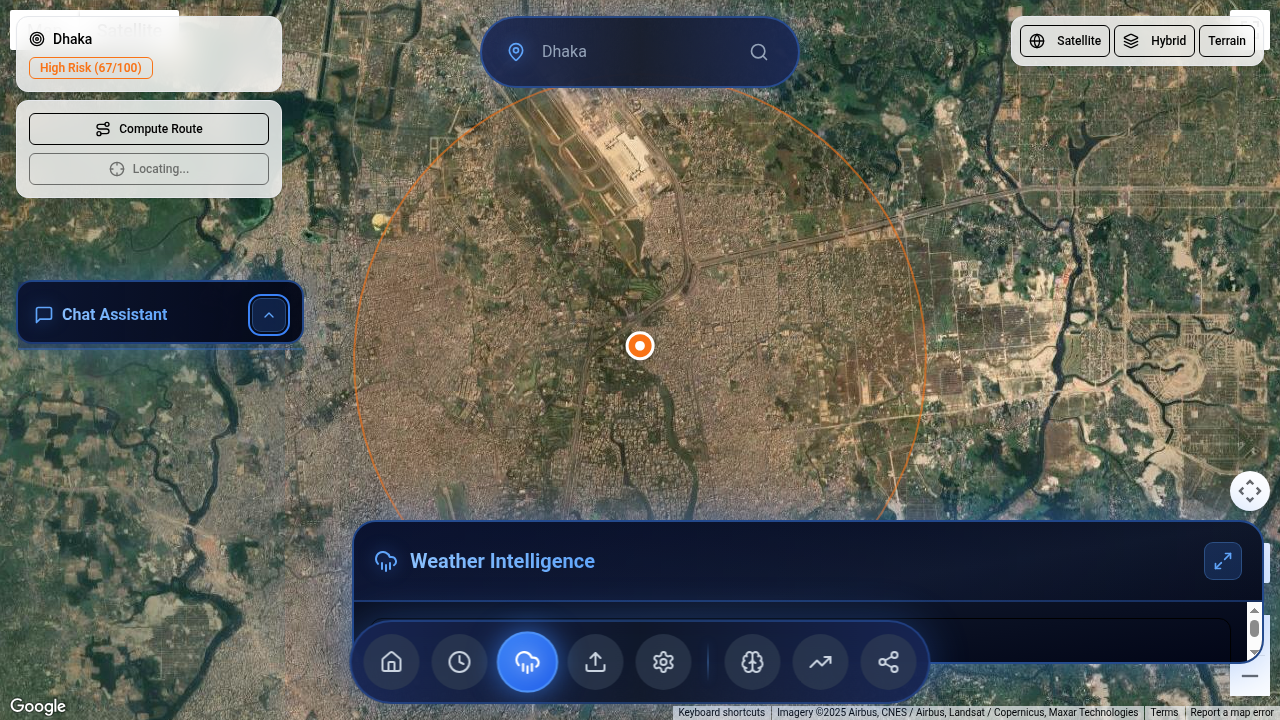 Dhaka
High Risk (67/100)
Compute Route
Locating...
Dhaka
Satellite
Hybrid
Terrain
Chat Assistant
Weather Intelligence
Google
Keyboard shortcuts
Imagery ©2025 Airbus, CNES / Airbus, Landsat / Copernicus, Maxar Technologies
Terms
Report a map error